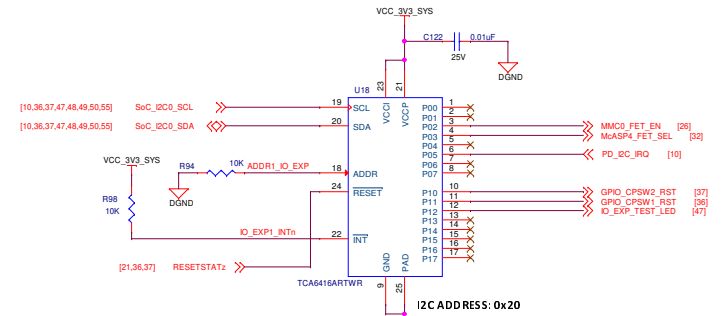 VCC_3V3_SYS
C122 0.01uF
25V
DGND
U18
23 21
VCCI VCCP
[10,36,37,47,48,49,50,55] SoC_I2C0_SCL 19 SCL
[10,36,37,47,48,49,50,55] SoC_I2C0_SDA 20 SDA
P00 1
P01 2
P02 3 MMC0_FET_EN [26]
P03 4 McASP4_FET_SEL [32]
P04 5
P05 6 PD_I2C_IRQ [10]
P06 7
P07 8
VCC_3V3_SYS
R94 10K ADDR1_IO_EXP 18 ADDR
DGND
24 RESET
R98
10K
P10 10 GPIO_CPSW2_RST [37]
P11 11 GPIO_CPSW1_RST [36]
P12 12 IO_EXP_TEST_LED [47]
P13 13
P14 14
P15 15
P16 16
P17 17
IO_EXP1_INTn 22 INT
[21,36,37] RESETSTATz
GND PAD
TCA6416ARTWR
9 25
I2C ADDRESS: 0x20